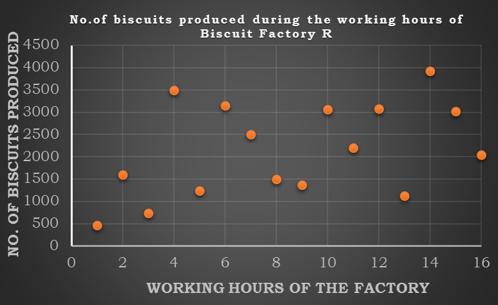 No.of biscuits produced during the working hours of
Biscuit Factory R
NO. OF BISCUITS PRODUCED
4500
4000
3500
3000
2500
2000
1500
1000
500
0
0 2 4 6 8 10 12 14 16
WORKING HOURS OF THE FACTORY